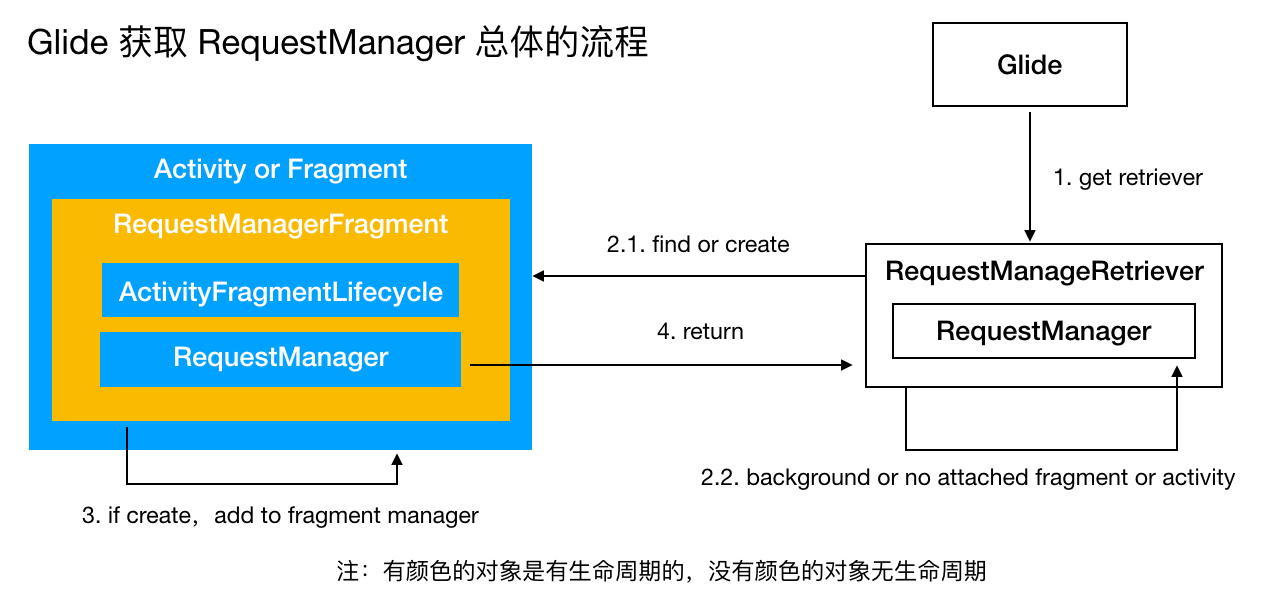 Glide 获取 RequestManager 总体的流程
Glide
1. get retriever
Activity or Fragment
RequestManagerFragment
ActivityFragmentLifecycle
RequestManager
2.1. find or create
4. return
RequestManageRetriever
RequestManager
2.2. background or no attached fragment or activity
3. if create，add to fragment manager
注：有颜色的对象是有生命周期的，没有颜色的对象无生命周期